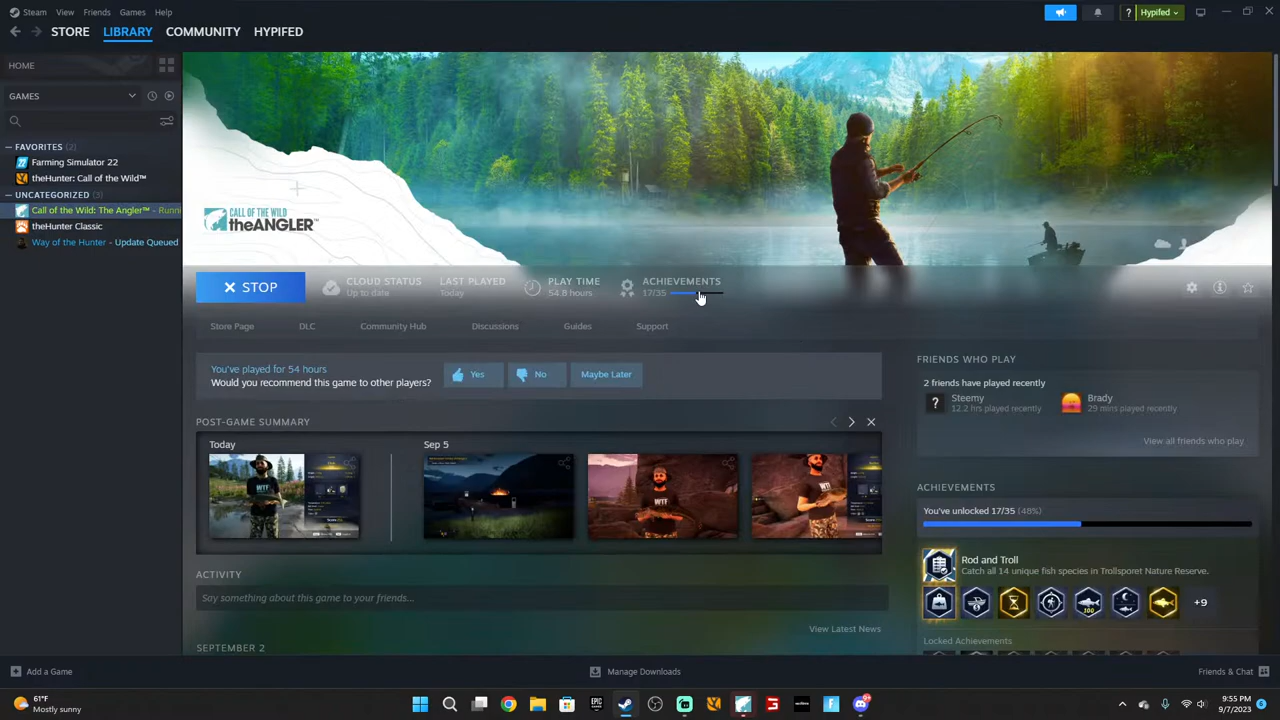 Steam View Friends Games Help
? Hypifed
STORE LIBRARY COMMUNITY HYPIFED
HOME
GAMES
FAVORITES (2)
22 Farming Simulator 22
theHunter: Call of the Wild™
UNCATEGORIZED (3)
Call of the Wild: The Angler™ - Runni
theHunter Classic
Way of the Hunter - Update Queued
CALL OF THE WILD
theANGLER™
STOP
CLOUD STATUS
Up to date
LAST PLAYED
Today
PLAY TIME
54.8 hours
ACHIEVEMENTS
17/35
Store Page DLC Community Hub Discussions Guides Support
You've played for 54 hours
Would you recommend this game to other players?
Yes No Maybe Later
POST-GAME SUMMARY
Today Sep 5
WTF
ACTIVITY
Say something about this game to your friends...
View Latest News
SEPTEMBER 2
FRIENDS WHO PLAY
2 friends have played recently
?
Steemy
12.2 hrs played recently
Brady
29 mins played recently
View all friends who play
ACHIEVEMENTS
You've unlocked 17/35 (48%)
Rod and Troll
Catch all 14 unique fish species in Trollsporet Nature Reserve.
100
+9
Locked Achievements
Add a Game Manage Downloads Friends & Chat
61°F
Mostly sunny
EPIC
9:55 PM
9/7/2023